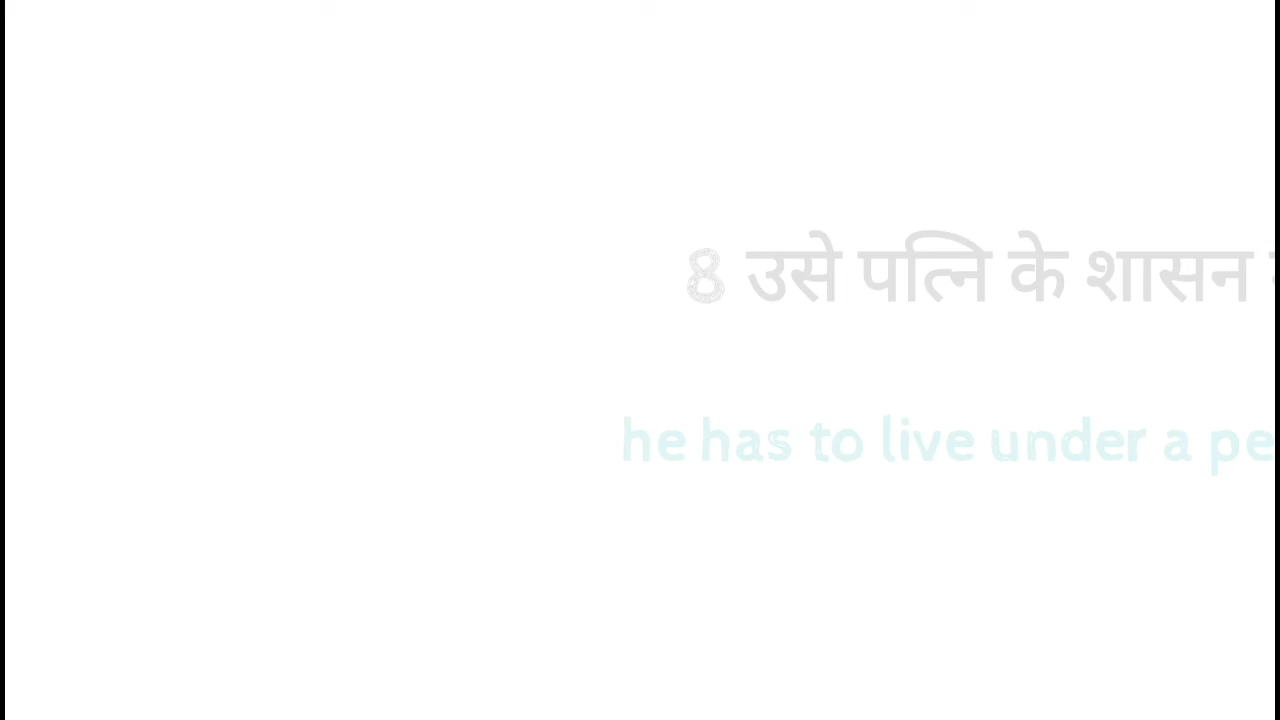 8 उसे पत्नि के शासन
he has to live under a pe